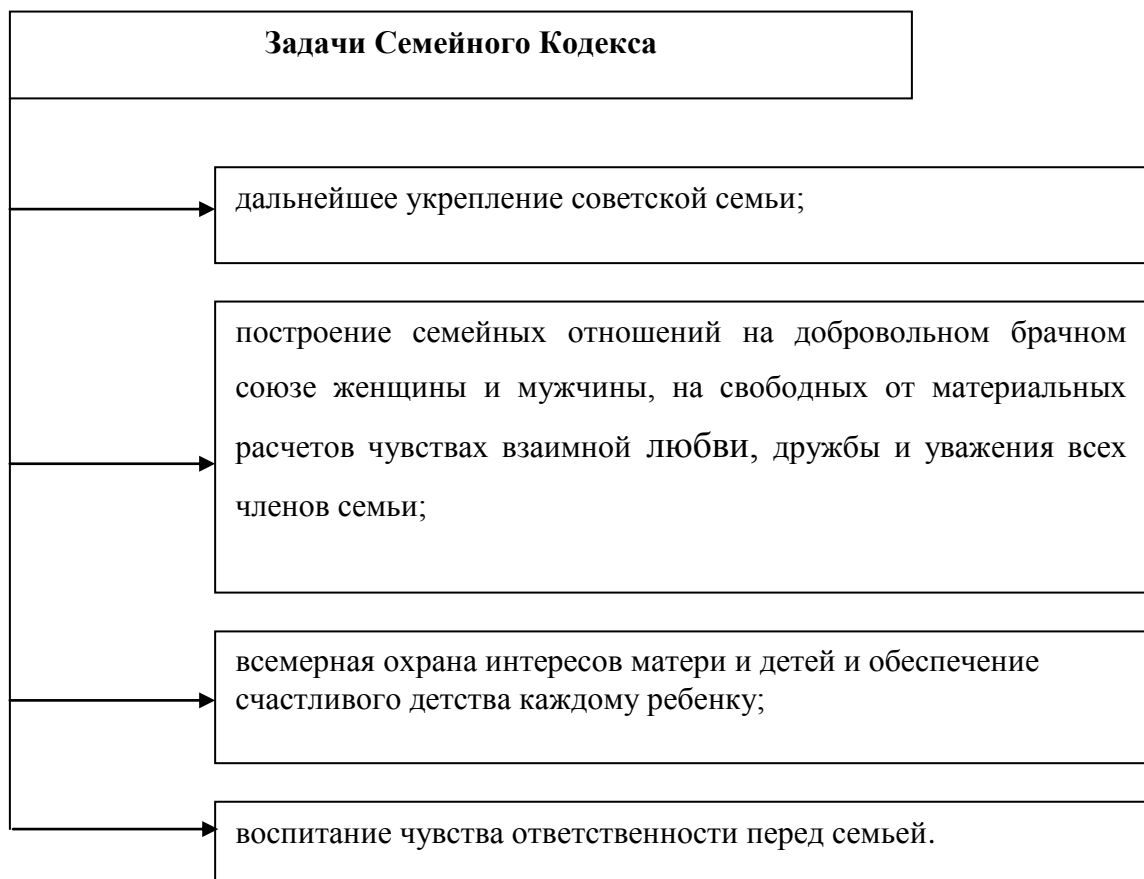 Задачи Семейного Кодекса
дальнейшее укрепление советской семьи;
построение семейных отношений на добровольном брачном
союзе женщины и мужчины, на свободных от материальных
расчетов чувствах взаимной любви, дружбы и уважения всех
членов семьи;
всемерная охрана интересов матери и детей и обеспечение
счастливого детства каждому ребенку;
воспитание чувства ответственности перед семьей.